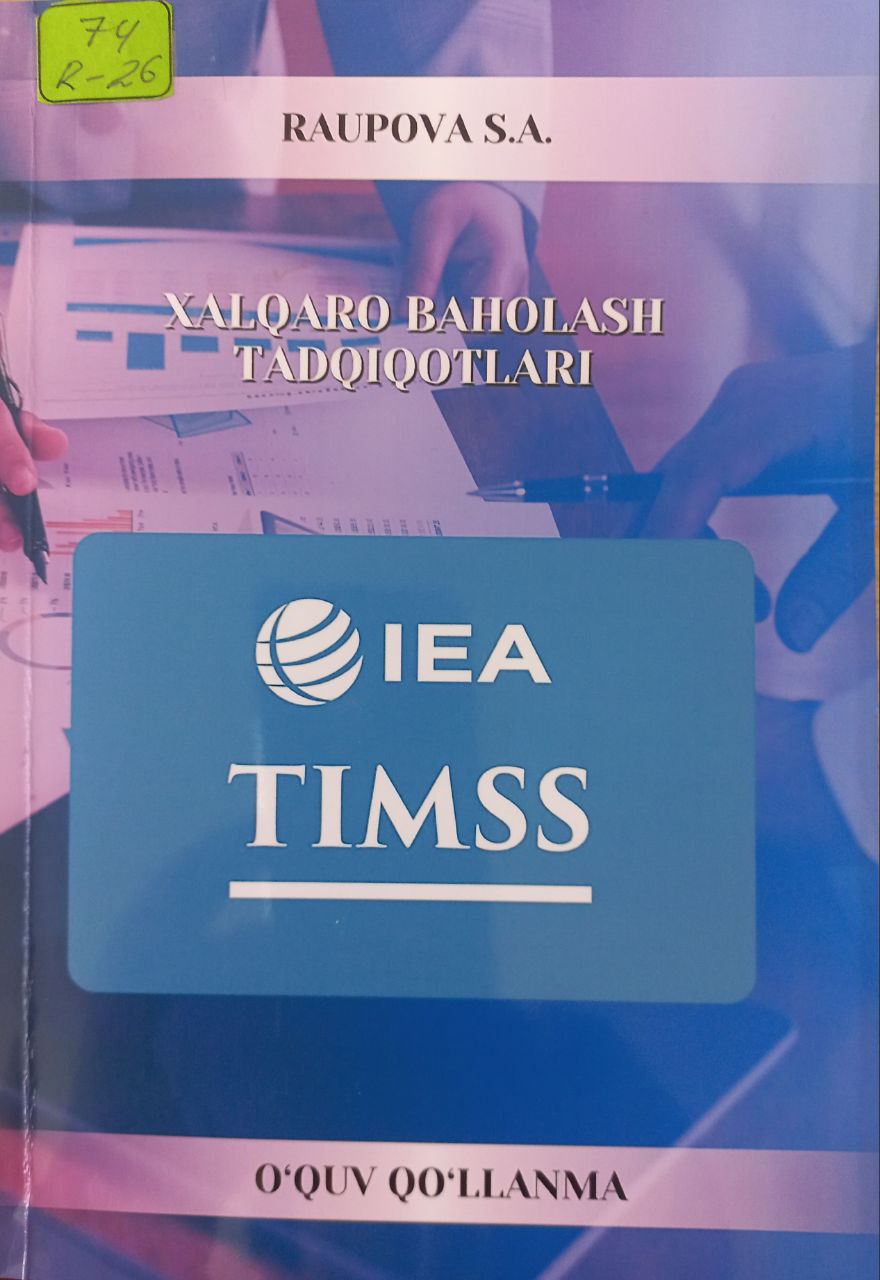 74
R-26
RAUPOVA S.A.
XALQARO BAHOLASH
TADQIQOTLARI
IEA
TIMSS
O‘QUV QO‘LLANMA